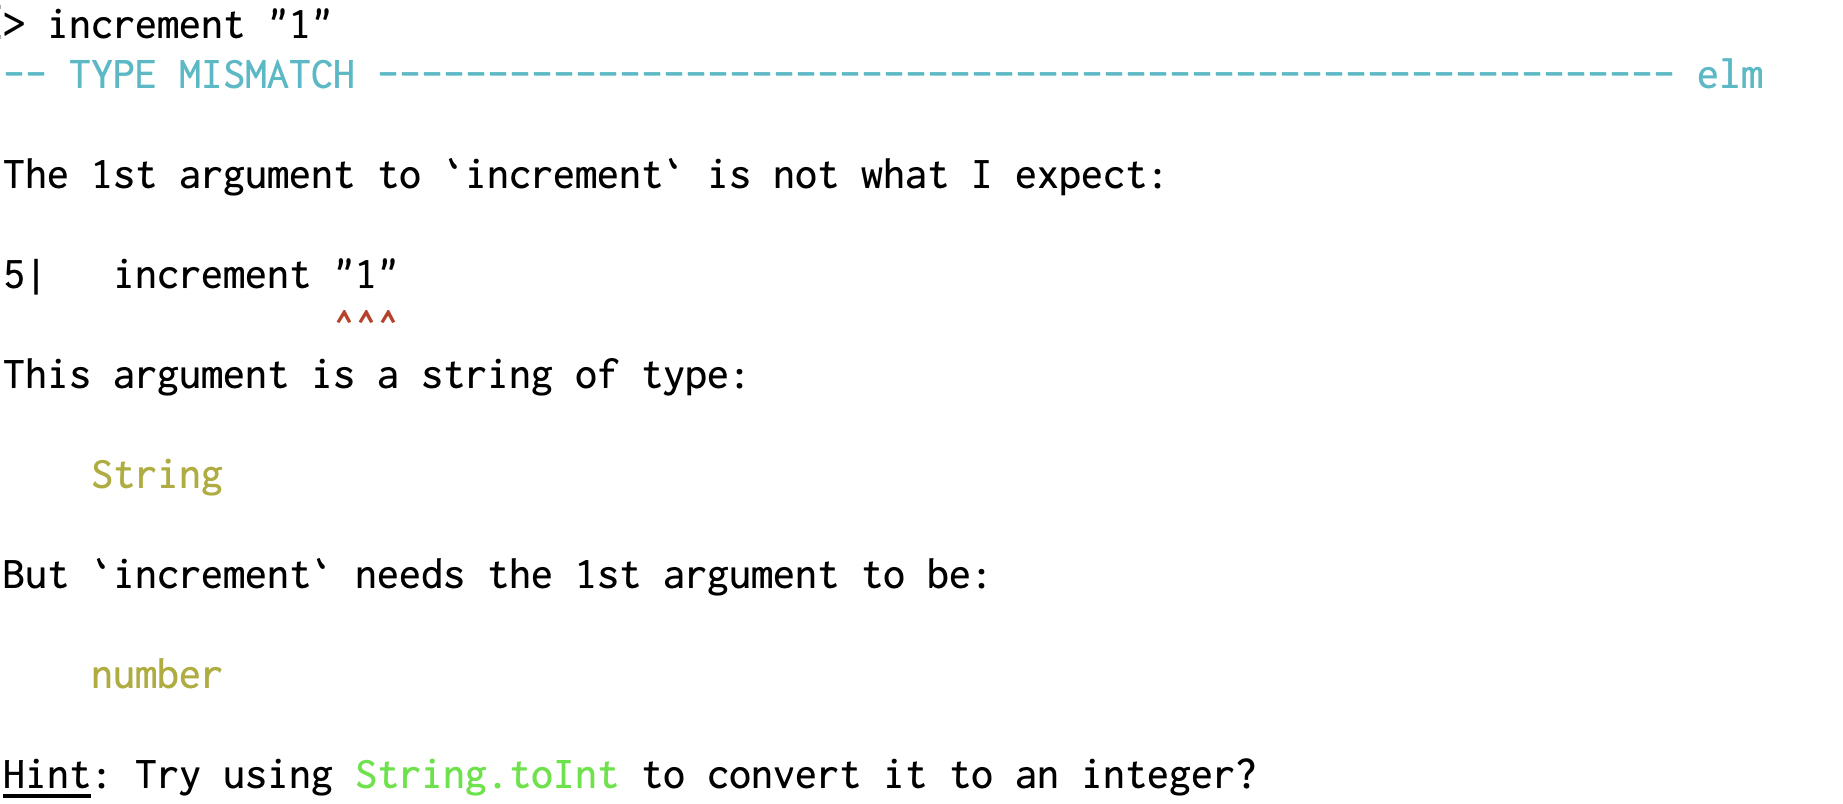 > increment "1"
-- TYPE MISMATCH ----------------------------------------------------------- elm
The 1st argument to `increment` is not what I expect:
5|   increment "1"
^^^
This argument is a string of type:
String
But `increment` needs the 1st argument to be:
number
Hint: Try using String.toInt to convert it to an integer?